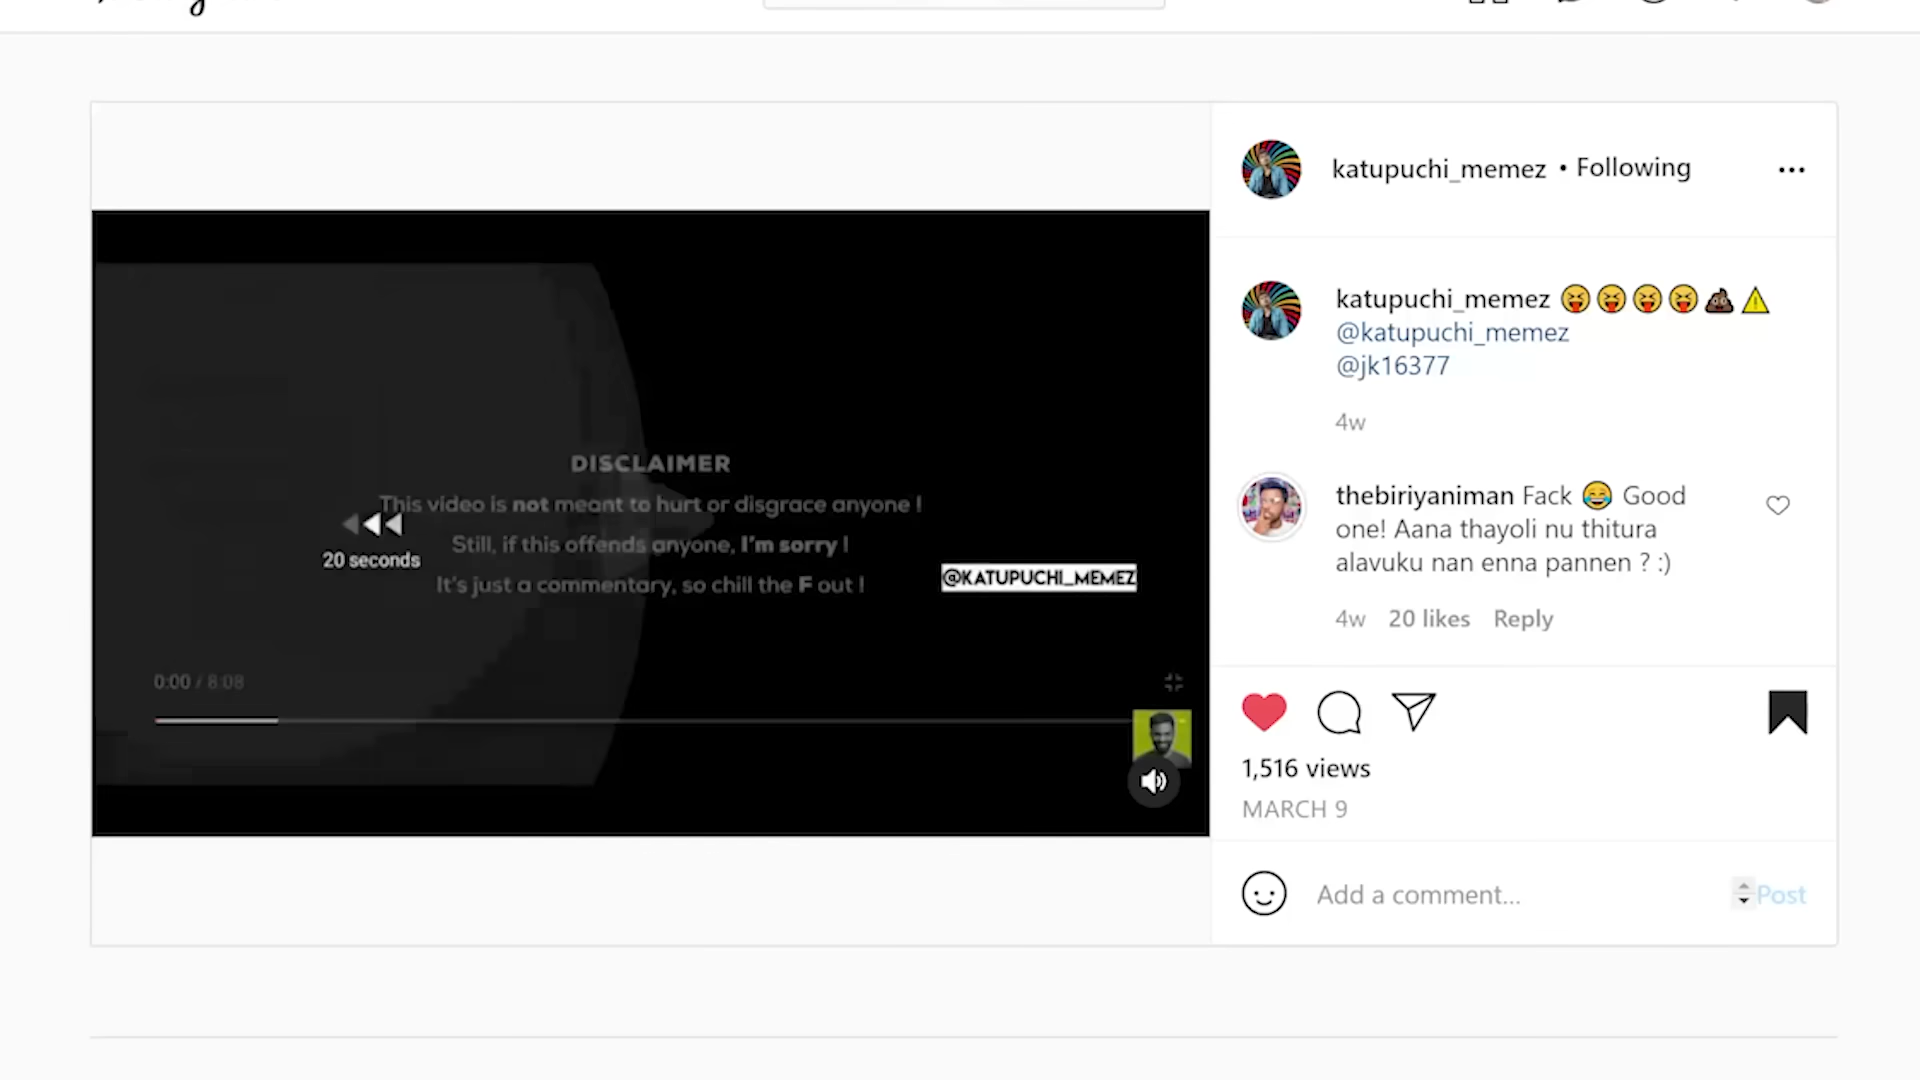 katupuchi_memez • Following
katupuchi_memez 😝😝😝😝💩⚠
@katupuchi_memez
@jk16377
4w
thebiriyaniman Fack 😂 Good
one! Aana thayoli nu thitura
alavuku nan enna pannen ? :)
4w 20 likes Reply
DISCLAIMER
This video is not meant to hurt or disgrace anyone !
Still, if this offends anyone, I'm sorry !
It's just a commentary, so chill the F out !
20 seconds
@KATUPUCHI_MEMEZ
0:00 / 8:08
1,516 views
MARCH 9
Add a comment...
Post